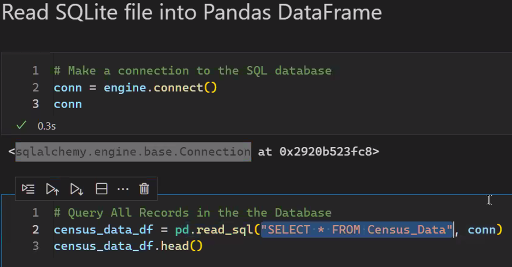 Read SQLite file into Pandas DataFrame
1 # Make a connection to the SQL database
2 conn = engine.connect()
3 conn
✓ 0.3s
<sqlalchemy.engine.base.Connection at 0x2920b523fc8>
1 # Query All Records in the the Database
2 census_data_df = pd.read_sql("SELECT * FROM Census_Data", conn)
3 census_data_df.head()